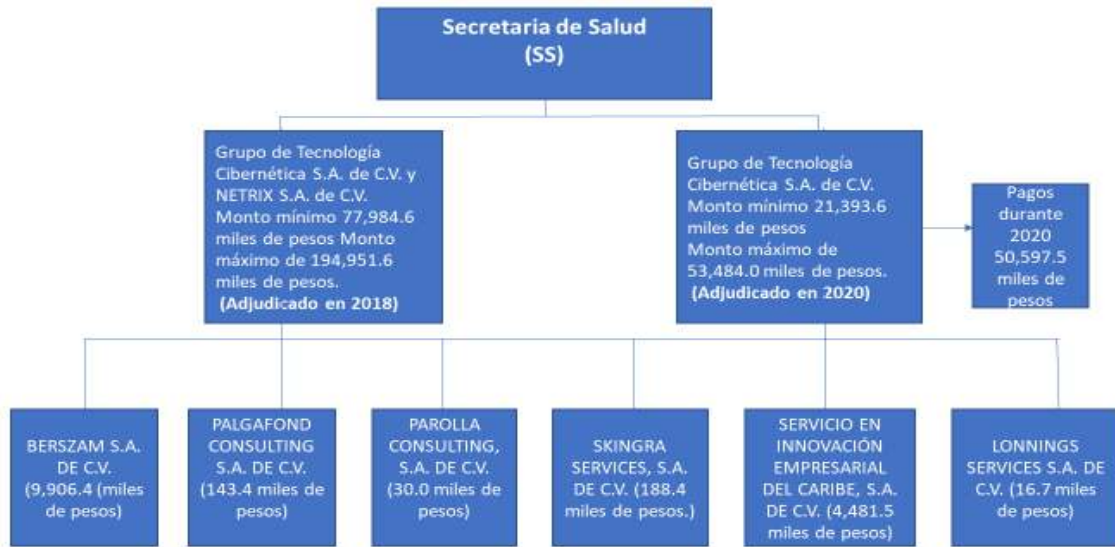 Secretaria de Salud
(SS)
Grupo de Tecnología
Cibernética S.A. de C.V. y
NETRIX S.A. de C.V.
Monto mínimo 77,984.6
miles de pesos Monto
máximo de 194,951.6
miles de pesos.
(Adjudicado en 2018)
Grupo de Tecnología
Cibernética S.A. de C.V.
Monto mínimo 21,393.6
miles de pesos
Monto máximo de
53,484.0 miles de pesos.
(Adjudicado en 2020)
Pagos
durante
2020
50,597.5
miles de
pesos
BERSZAM S.A.
DE C.V.
(9,906.4 (miles
de pesos)
PALGAFOND
CONSULTING
S.A. DE C.V.
(143.4 miles de
pesos)
PAROLLA
CONSULTING,
S.A. DE C.V.
(30.0 miles de
pesos)
SKINGRA
SERVICES, S.A.
DE C.V. (188.4
miles de pesos.)
SERVICIO EN
INNOVACIÓN
EMPRESARIAL
DEL CARIBE, S.A.
DE C.V. (4,481.5
miles de pesos)
LONNINGS
SERVICES S.A. DE
C.V. (16.7 miles
de pesos)